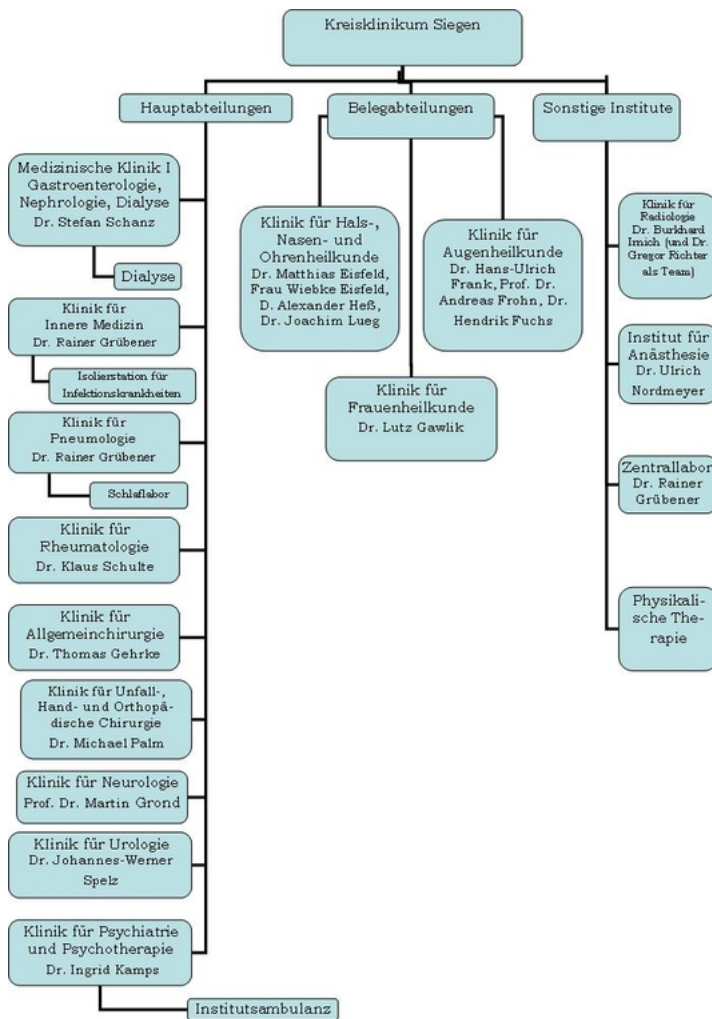 Kreisklinikum Siegen
Hauptabteilungen
Belegabteilungen
Sonstige Institute
Medizinische Klinik I
Gastroenterologie,
Nephrologie, Dialyse
Dr. Stefan Schanz
Dialyse
Klinik für
Innere Medizin
Dr. Rainer Grübener
Isolierstation für
Infektionskrankheiten
Klinik für
Pneumologie
Dr. Rainer Grübener
Schlaflabor
Klinik für
Rheumatologie
Dr. Klaus Schulte
Klinik für
Allgemeinchirurgie
Dr. Thomas Gehrke
Klinik für Unfall-,
Hand- und Orthopä-
dische Chirurgie
Dr. Michael Palm
Klinik für Neurologie
Prof. Dr. Martin Grond
Klinik für Urologie
Dr. Johannes-Werner
Spelz
Klinik für Psychiatrie
und Psychotherapie
Dr. Ingrid Kamps
Institutsambulanz
Klinik für Hals-,
Nasen- und
Ohrenheilkunde
Dr. Matthias Eisfeld,
Frau Wiebke Eisfeld,
D. Alexander Heß,
Dr. Joachim Lueg
Klinik für
Augenheilkunde
Dr. Hans-Ulrich
Frank, Prof. Dr.
Andreas Frohn, Dr.
Hendrik Fuchs
Klinik für
Frauenheilkunde
Dr. Lutz Gawlik
Klinik für
Radiologie
Dr. Burkhard
Imich (und Dr.
Gregor Richter
als Team)
Institut für
Anästhesie
Dr. Ulrich
Nordmeyer
Zentrallabor
Dr. Rainer
Grübener
Physikali-
sche The-
rapie